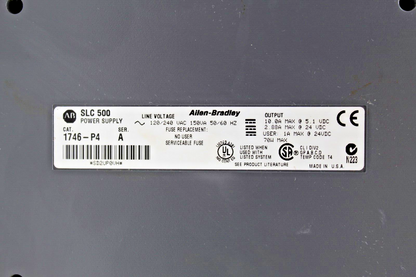 AB SLC 500
POWER SUPPLY
CAT. SER.
1746-P4 A
LINE VOLTAGE
120-240 VAC 150VA 50/60 HZ
FUSE REPLACEMENT:
NO USER
SERVICEABLE FUSE
Allen-Bradley
OUTPUT
10.0A MAX @ 5.1 VDC
2.88A MAX @ 24 VDC
USER: 1A MAX @ 24VDC
70W MAX
CE
UL
LISTED WHEN
USED WITH
LISTED SYSTEM
SEE PRODUCT LITERATURE
CL I DIV2
GP A,B,C,D
TEMP CODE T4
N223
MADE IN U.S.A